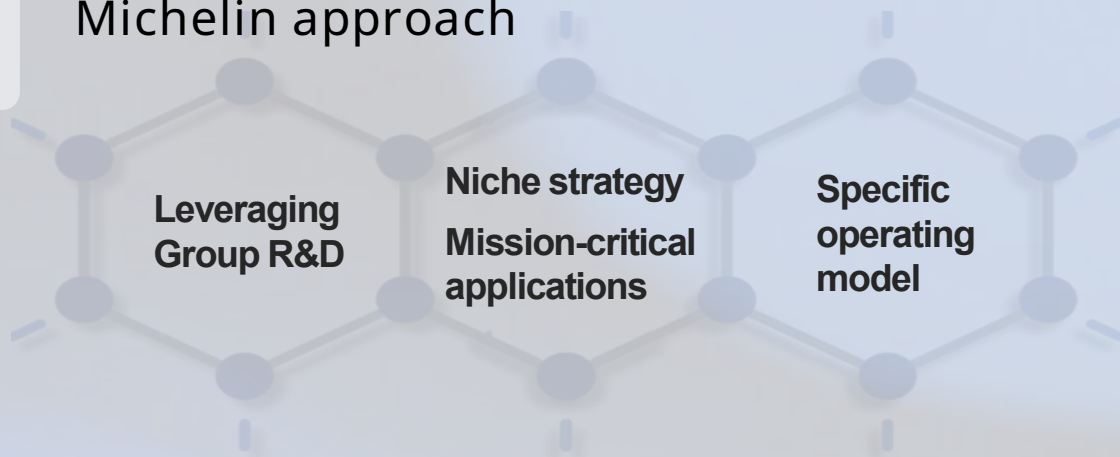 Michelin approach
Leveraging
Group R&D
Niche strategy
Mission-critical
applications
Specific
operating
model